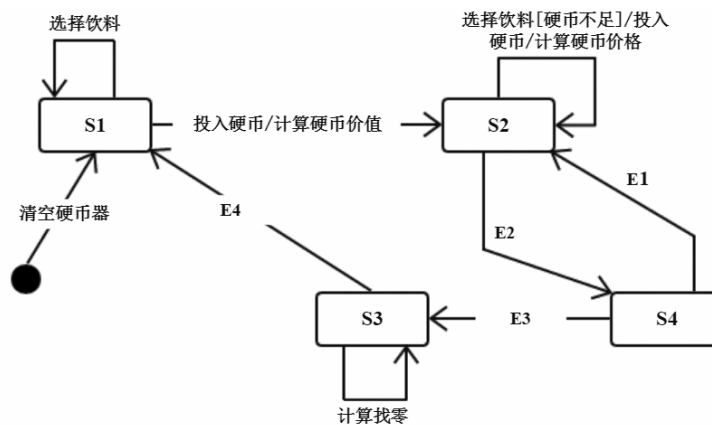 选择饮料
选择饮料[硬币不足]/投入
硬币/计算硬币价格
S1
投入硬币/计算硬币价值
S2
E1
清空硬币器
E4
E2
S3
E3
S4
计算找零